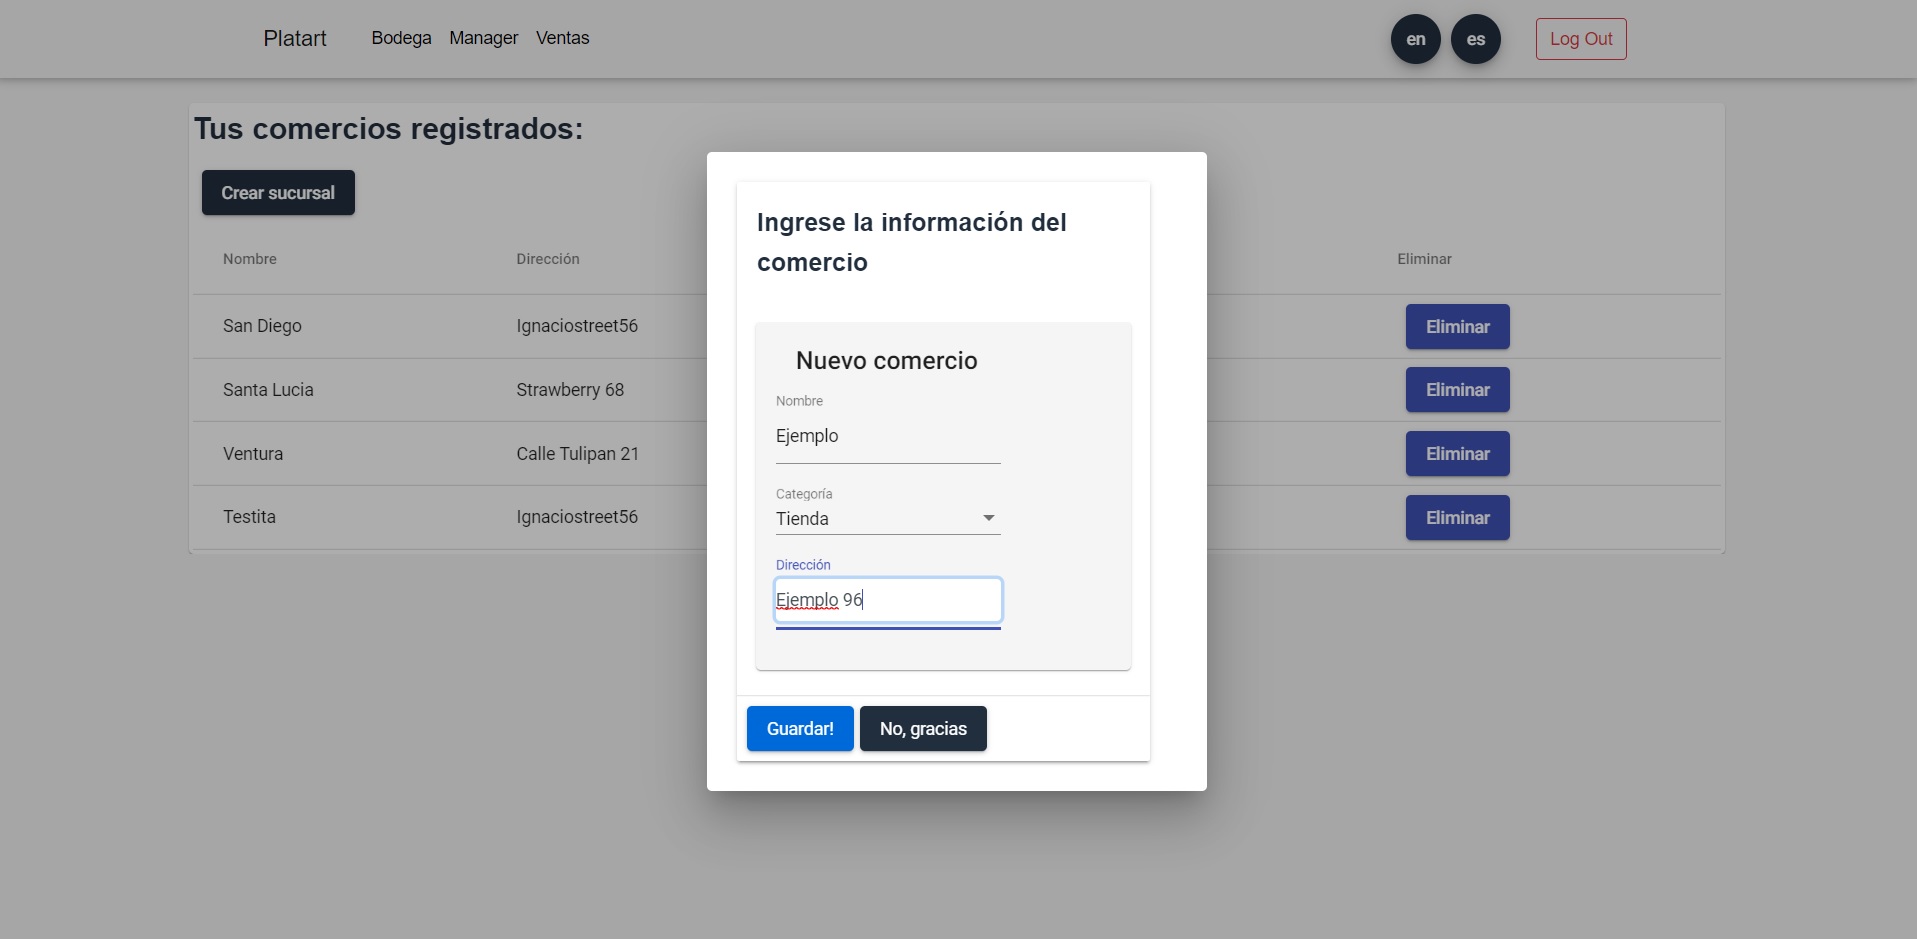 Platart Bodega Manager Ventas en es Log Out
Tus comercios registrados:
Crear sucursal
Nombre Dirección Eliminar
San Diego Ignaciostreet56 Eliminar
Santa Lucia Strawberry 68 Eliminar
Ventura Calle Tulipan 21 Eliminar
Testita Ignaciostreet56 Eliminar
Ingrese la información del
comercio
Nuevo comercio
Nombre
Ejemplo
Categoría
Tienda
Dirección
Ejemplo 96
Guardar! No, gracias